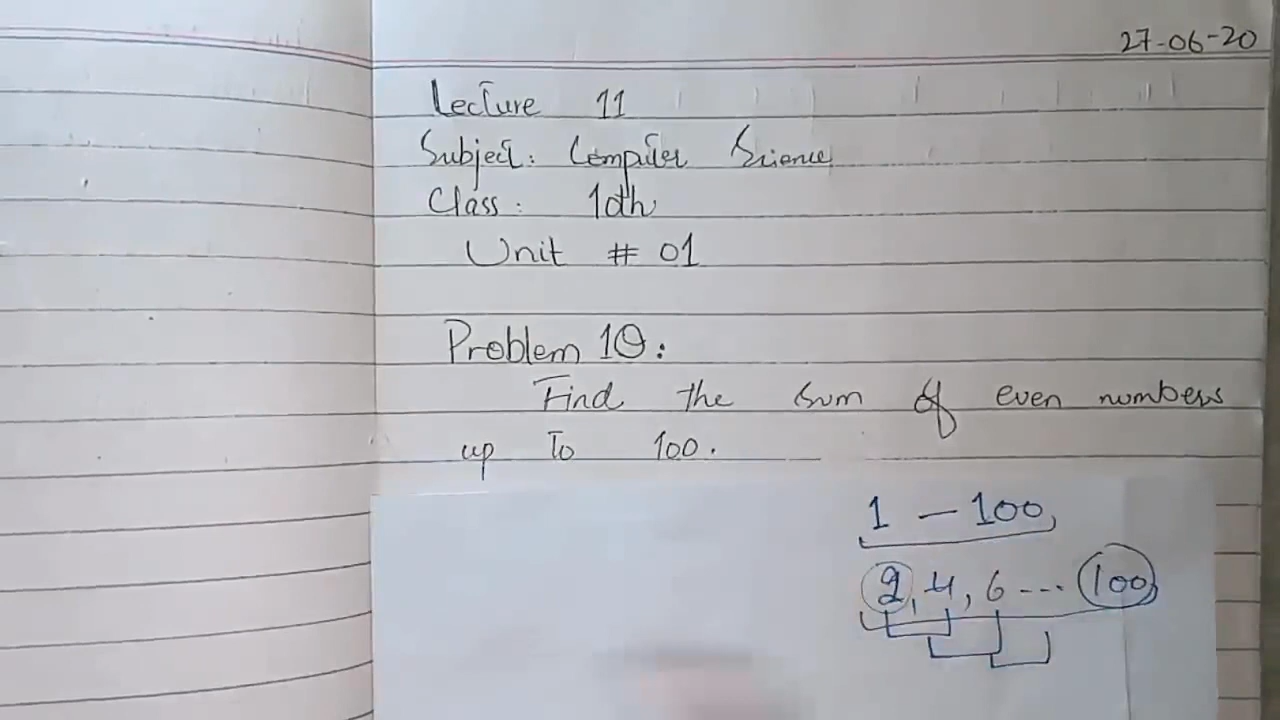 27-06-20
Lecture 11
Subject: Computer Science
Class: 10th
Unit # 01
Problem 10:
Find the sum of even numbers
up to 100.
1 — 100
2, 4, 6 --- 100